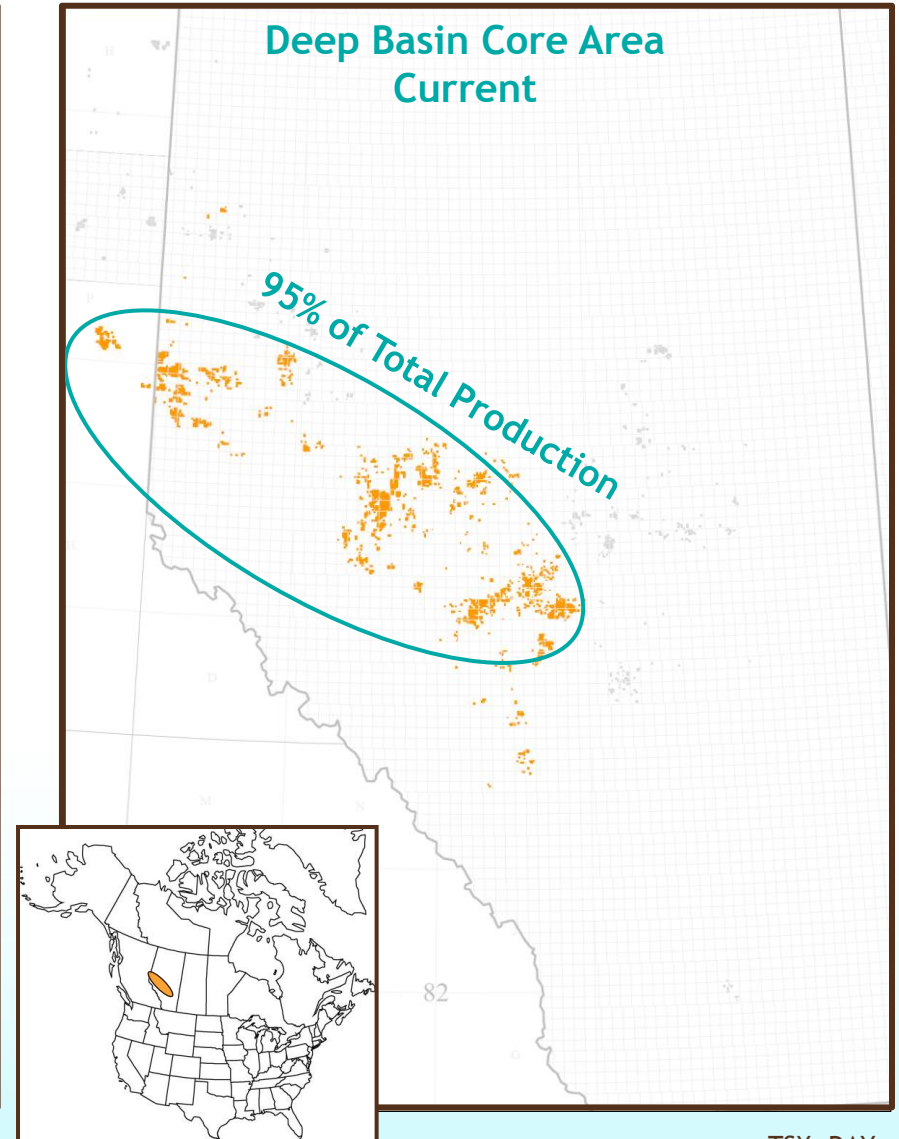 Deep Basin Core Area
Current
95% of Total Production
H
P
N
H
D
M
N
82
G